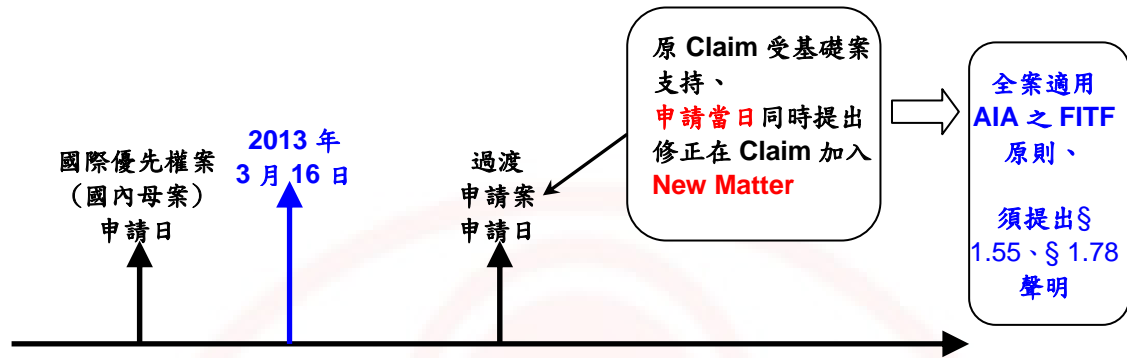 國際優先權案
（國內母案）
申請日
2013 年
3 月 16 日
過渡
申請案
申請日
原 Claim 受基礎案
支持、
申請當日同時提出
修正在 Claim 加入
New Matter
全案適用
AIA 之 FITF
原則、
須提出§
1.55、§ 1.78
聲明